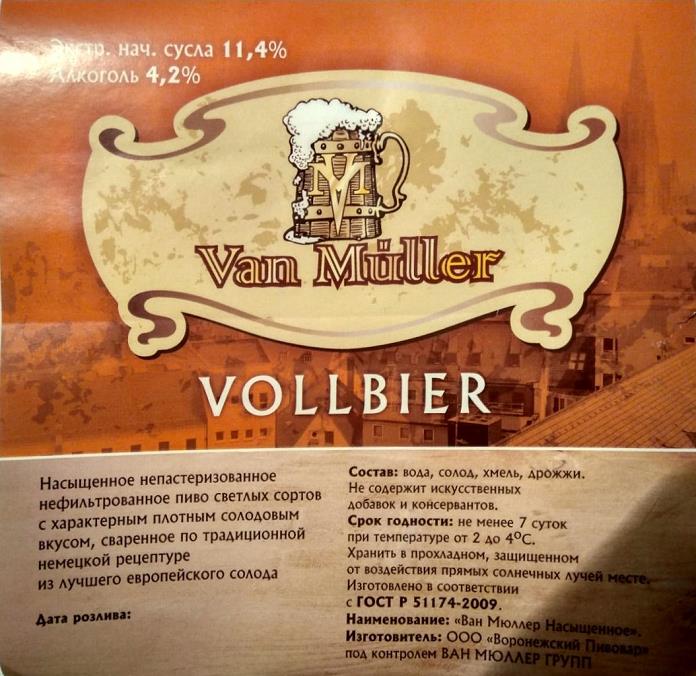 Экстр. нач. сусла 11,4%
Алкоголь 4,2%
VM
Van Müller
VOLLBIER
Насыщенное непастеризованное
нефильтрованное пиво светлых сортов
с характерным плотным солодовым
вкусом, сваренное по традиционной
немецкой рецептуре
из лучшего европейского солода
Дата розлива:
Состав: вода, солод, хмель, дрожжи.
Не содержит искусственных
добавок и консервантов.
Срок годности: не менее 7 суток
при температуре от 2 до 4°С.
Хранить в прохладном, защищенном
от воздействия прямых солнечных лучей месте.
Изготовлено в соответствии
с ГОСТ Р 51174-2009.
Наименование: «Ван Мюллер Насыщенное».
Изготовитель: ООО «Воронежский Пивовар»
под контролем ВАН МЮЛЛЕР ГРУПП